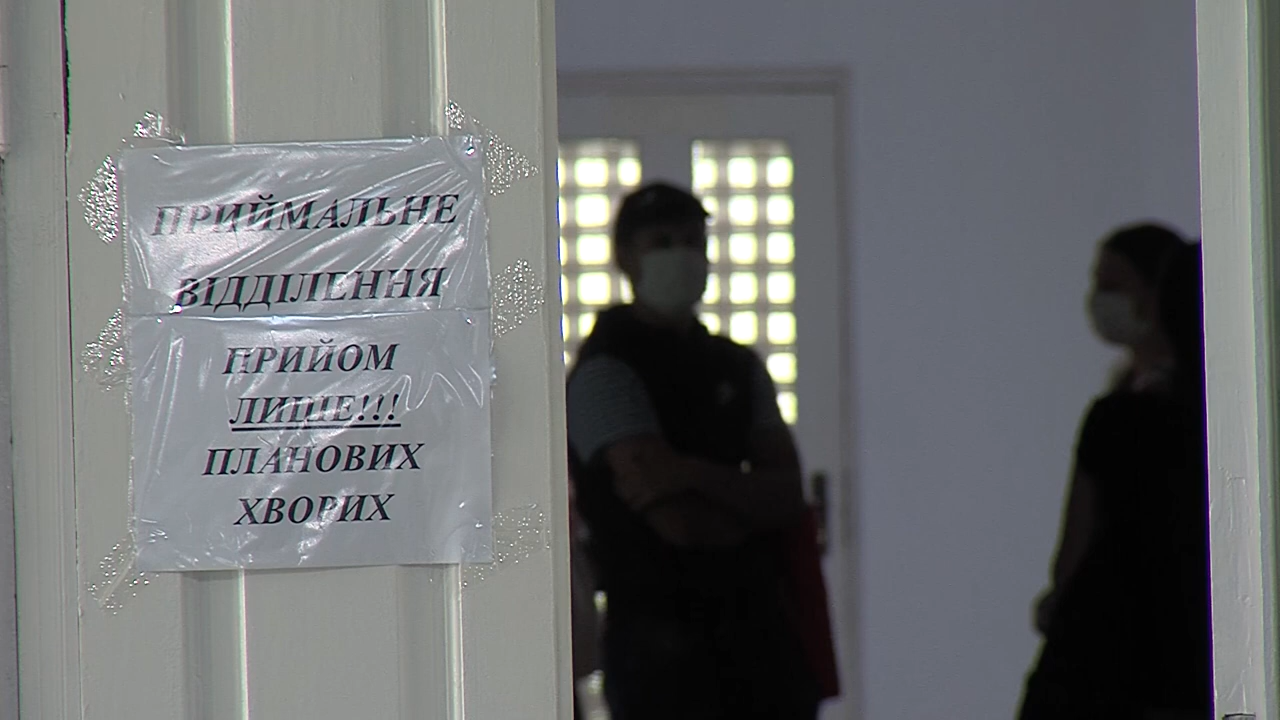 ПРИЙМАЛЬНЕ
ВІДДІЛЕННЯ
ПРИЙОМ
ЛИШЕ!!!
ПЛАНОВИХ
ХВОРИХ